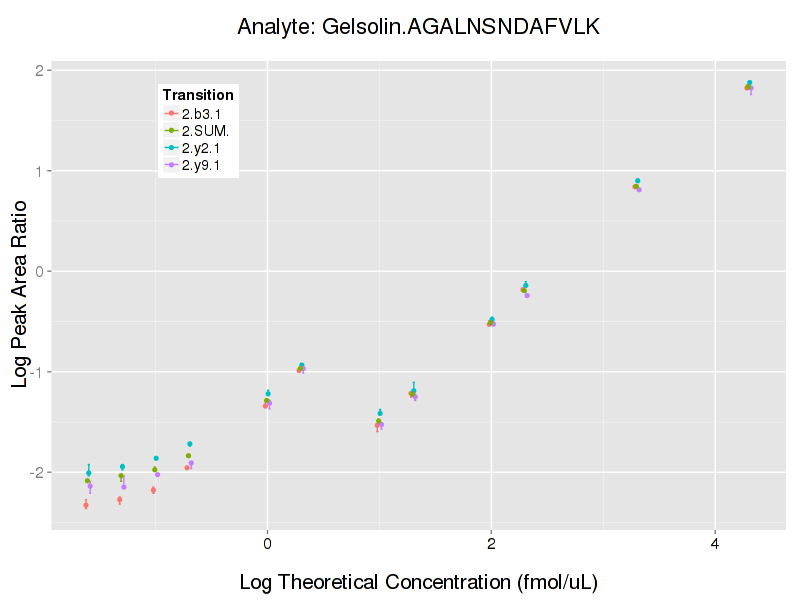 Analyte: Gelsolin.AGALNSNDAFVLK
Log Peak Area Ratio
2
1
0
-1
-2
Transition
2.b3.1
2.SUM.
2.y2.1
2.y9.1
0 2 4
Log Theoretical Concentration (fmol/uL)